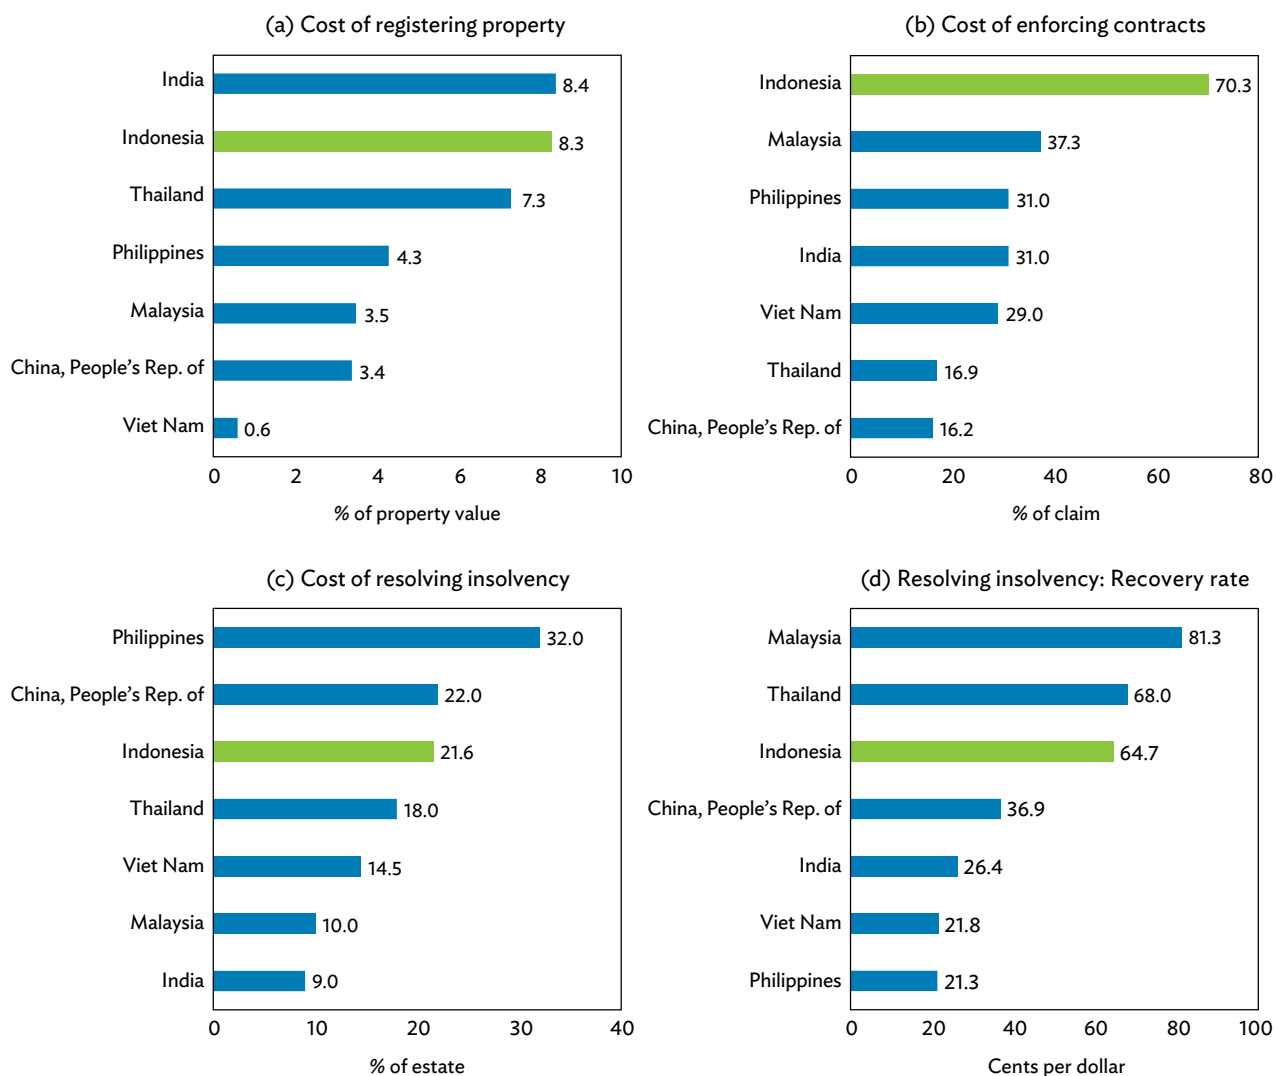 (a) Cost of registering property
India
8.4
Indonesia
8.3
Thailand
7.3
Philippines
4.3
Malaysia
3.5
China, People’s Rep. of
3.4
Viet Nam
0.6
0 2 4 6 8 10
% of property value
(b) Cost of enforcing contracts
Indonesia
70.3
Malaysia
37.3
Philippines
31.0
India
31.0
Viet Nam
29.0
Thailand
16.9
China, People’s Rep. of
16.2
0 20 40 60 80
% of claim
(c) Cost of resolving insolvency
Philippines
32.0
China, People’s Rep. of
22.0
Indonesia
21.6
Thailand
18.0
Viet Nam
14.5
Malaysia
10.0
India
9.0
0 10 20 30 40
% of estate
(d) Resolving insolvency: Recovery rate
Malaysia
81.3
Thailand
68.0
Indonesia
64.7
China, People’s Rep. of
36.9
India
26.4
Viet Nam
21.8
Philippines
21.3
0 20 40 60 80 100
Cents per dollar